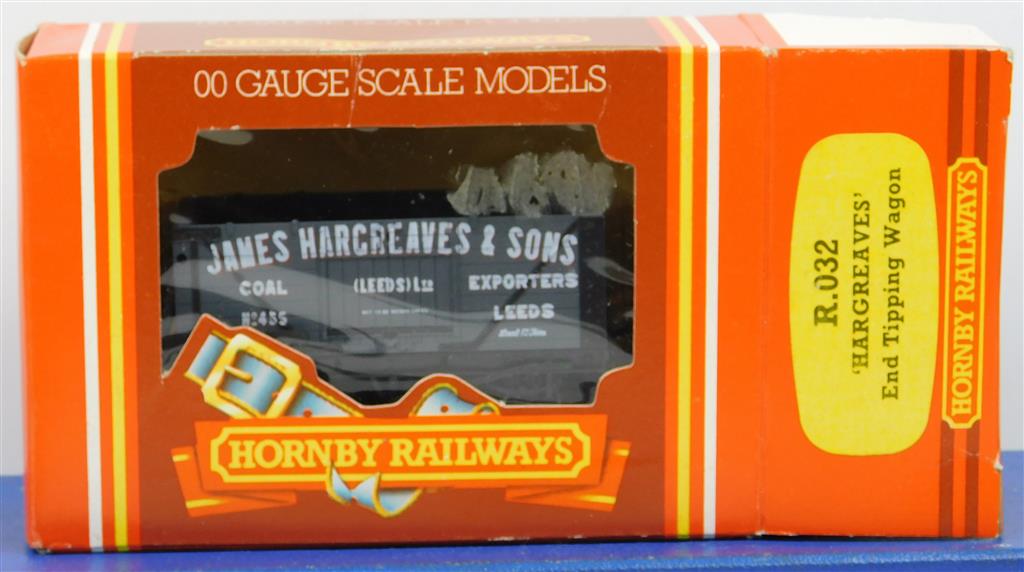 00 GAUGE SCALE MODELS
JAMES HARGREAVES & SONS
COAL (LEEDS) LTD EXPORTERS
Nº 435 LEEDS
HORNBY RAILWAYS
R.032
'HARGREAVES'
End Tipping Wagon
HORNBY RAILWAYS